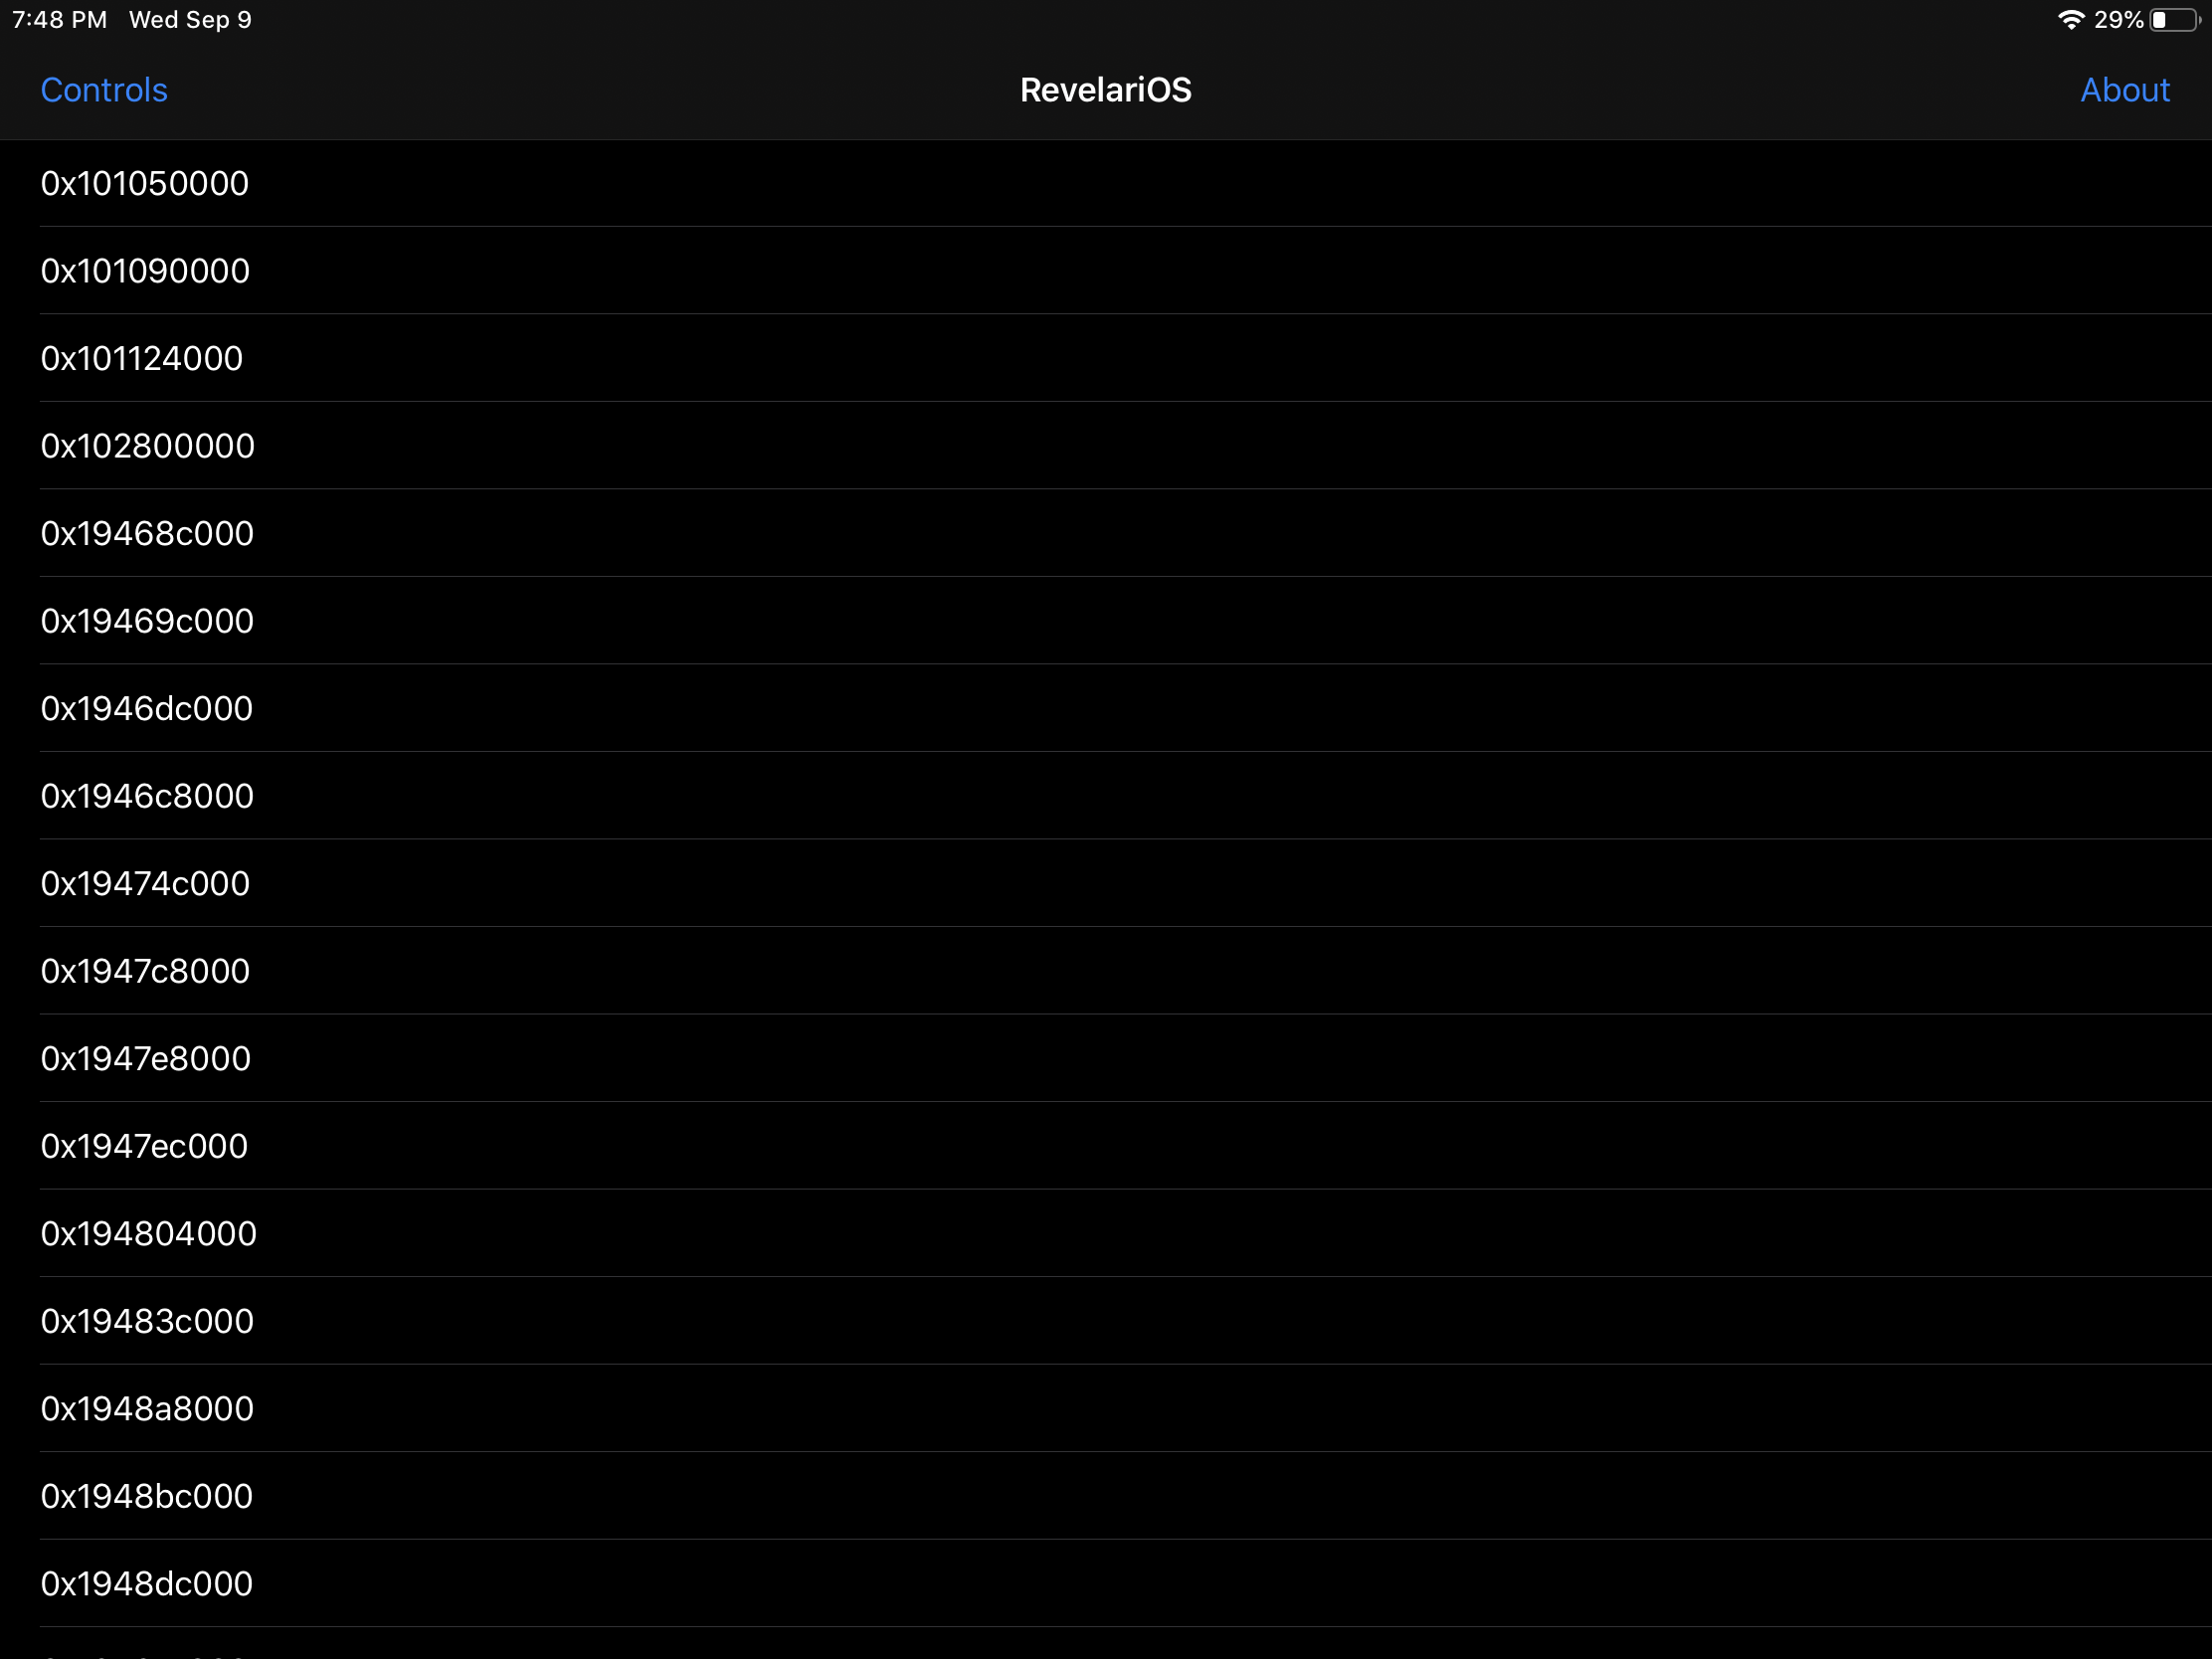 7:48 PM Wed Sep 9 29%
Controls RevelariOS About
0x101050000
0x101090000
0x101124000
0x102800000
0x19468c000
0x19469c000
0x1946dc000
0x1946c8000
0x19474c000
0x1947c8000
0x1947e8000
0x1947ec000
0x194804000
0x19483c000
0x1948a8000
0x1948bc000
0x1948dc000